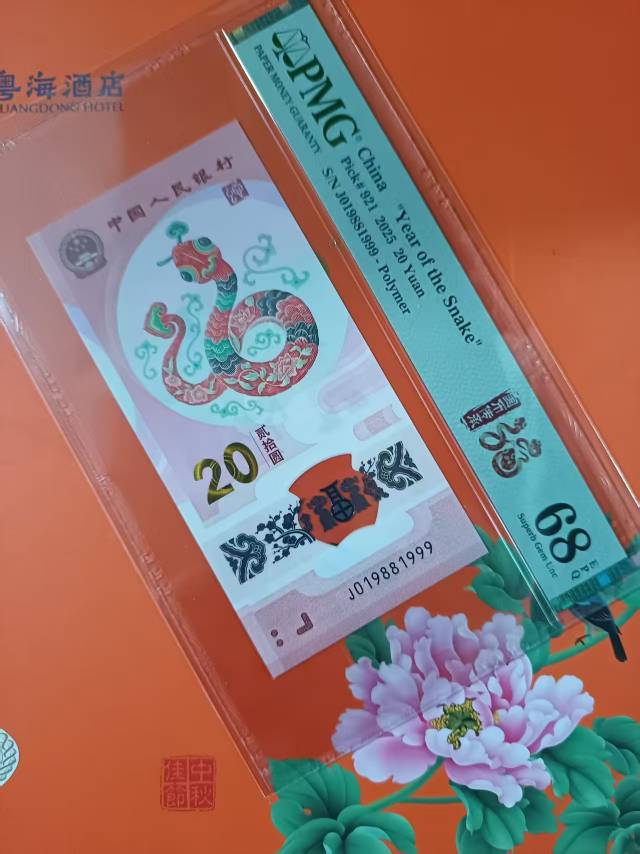 粤海酒店
GUANGDONG HOTEL
PMG
PAPER MONEY GUARANTY
China
Pick# 921 2025 20 Yuan
S/N J019881999 - Polymer
"Year of the Snake"
68
EPQ
Superb Gem Unc
中国人民银行
20
贰拾圆
J019881999
中秋
佳節